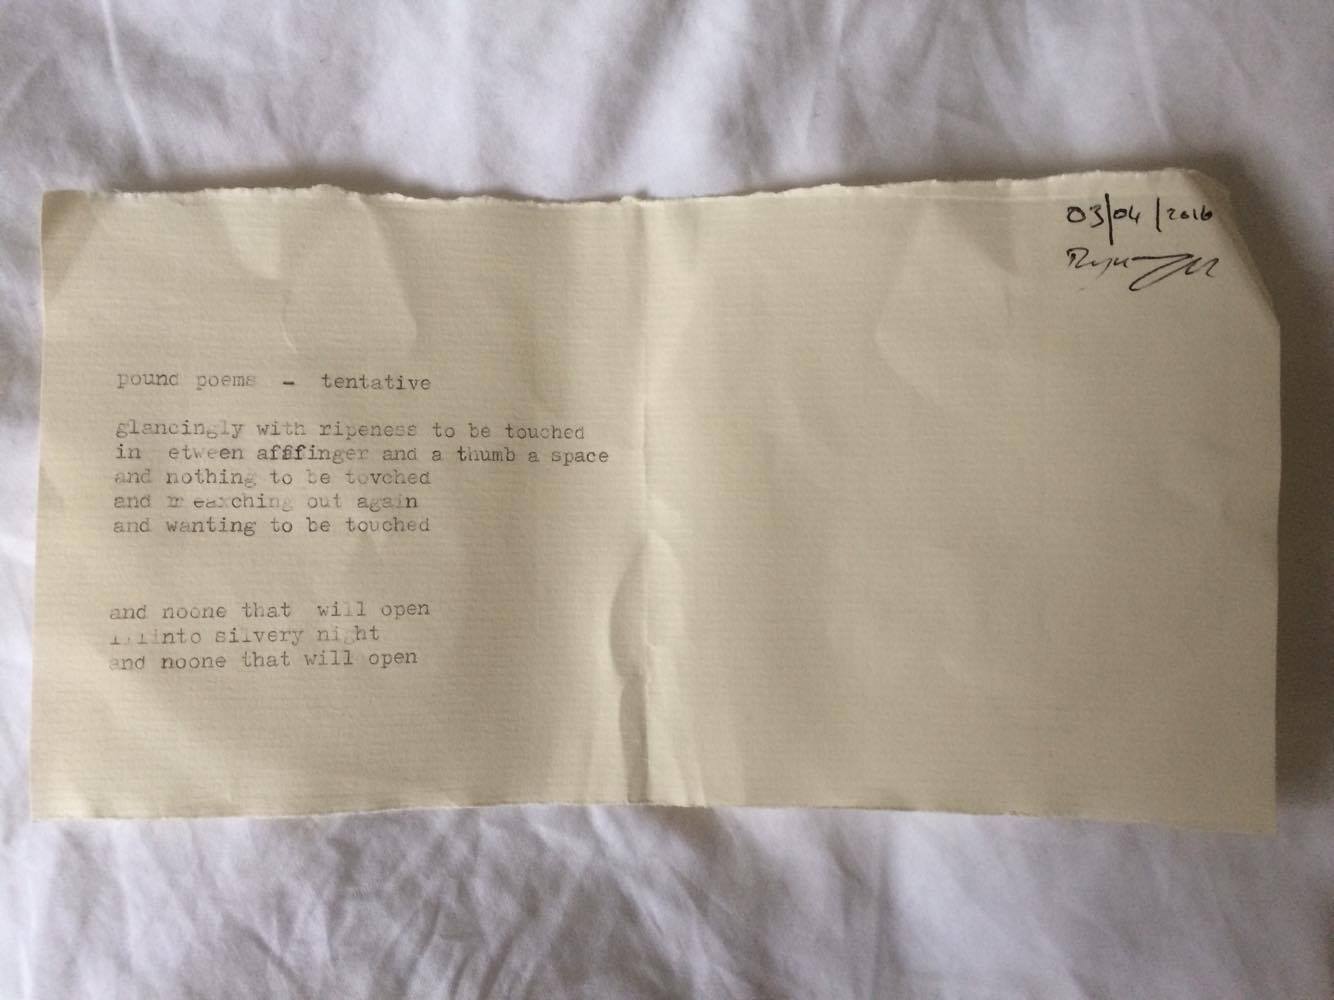 03/04/2016
pound poems - tentative
glancingly with ripeness to be touched
in etween affffinger and a thumb a space
and nothing to be tovched
and out again
and wanting to be touched
and noone that will open
into silvery night
and noone that will open